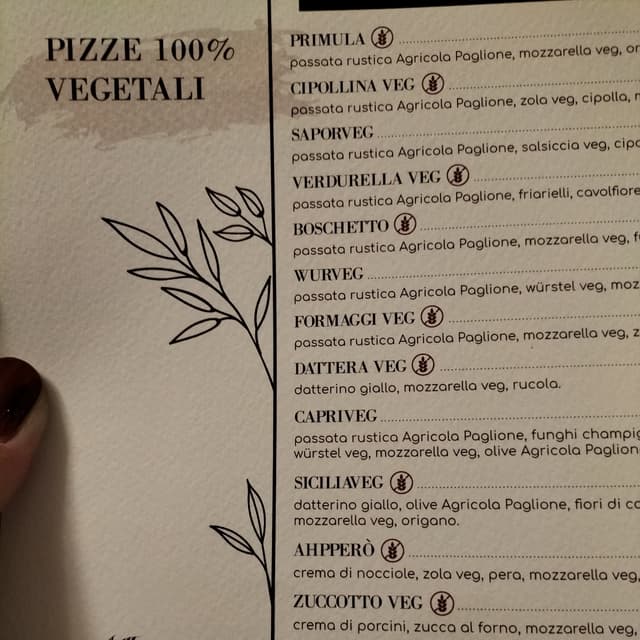 PIZZE 100%
VEGETALI
PRIMULA
passata rustica Agricola Paglione, mozzarella veg,
CIPOLLINA VEG
passata rustica Agricola Paglione, zola veg, cipolla,
SAPORVEG
passata rustica Agricola Paglione, salsiccia veg,
VERDURELLA VEG
passata rustica Agricola Paglione, friarielli,
BOSCHETTO
passata rustica Agricola Paglione, mozzarella veg,
WURVEG
passata rustica Agricola Paglione, würstel veg,
FORMAGGI VEG
passata rustica Agricola Paglione, mozzarella veg,
DATTERA VEG
datterino giallo, mozzarella veg, rucola.
CAPRIVEG
passata rustica Agricola Paglione, funghi
würstel veg, mozzarella veg, olive Agricola
SICILIAVEG
datterino giallo, olive Agricola Paglione, fiori di
mozzarella veg, origano.
AHPPERÒ
crema di nocciole, zola veg, pera, mozzarella veg,
ZUCCOTTO VEG
crema di porcini, zucca al forno, mozzarella veg,